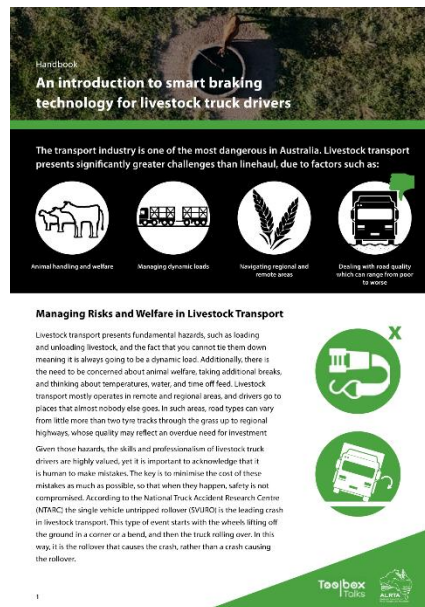 Handbook
An introduction to smart braking
technology for livestock truck drivers
The transport industry is one of the most dangerous in Australia. Livestock transport
presents significantly greater challenges than linehaul, due to factors such as:
Animal handling and welfare
Managing dynamic loads
Navigating regional and
remote areas
Dealing with road quality
which can range from poor
to worse
Managing Risks and Welfare in Livestock Transport
Livestock transport presents fundamental hazards, such as loading
and unloading livestock, and the fact that you cannot tie them down
meaning it is always going to be a dynamic load. Additionally, there is
the need to be concerned about animal welfare, taking additional breaks,
and thinking about temperatures, water, and time off feed. Livestock
transport mostly operates in remote and regional areas, and drivers go to
places that almost nobody else goes. In such areas, road types can vary
from little more than two tyre tracks through the grass up to regional
highways, whose quality may reflect an overdue need for investment
Given those hazards, the skills and professionalism of livestock truck
drivers are highly valued, yet it is important to acknowledge that it
is human to make mistakes. The key is to minimise the cost of these
mistakes as much as possible, so that when they happen, safety is not
compromised. According to the National Truck Accident Research Centre
(NTARC) the single vehicle untripped rollover (SVURO) is the leading crash
in livestock transport. This type of event starts with the wheels lifting off
the ground in a corner or a bend, and then the truck rolling over. In this
way, it is the rollover that causes the crash, rather than a crash causing
the rollover.
X
1
Toolbox
Talks
ALRTA